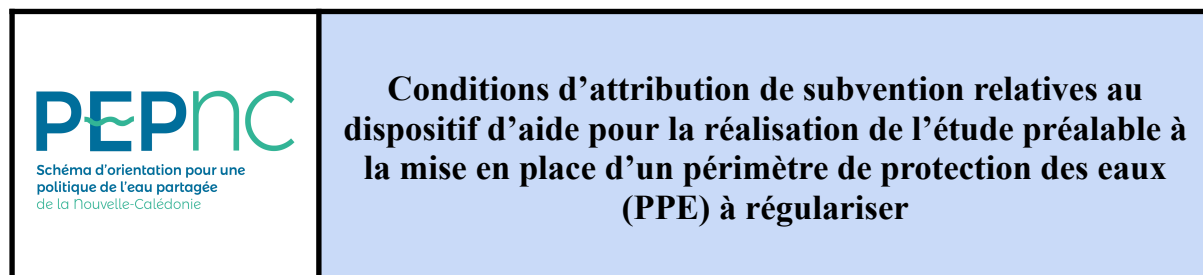 PEPNC
Schéma d'orientation pour une
politique de l'eau partagée
de la Nouvelle-Calédonie
Conditions d'attribution de subvention relatives au
dispositif d'aide pour la réalisation de l'étude préalable à
la mise en place d'un périmètre de protection des eaux
(PPE) à régulariser